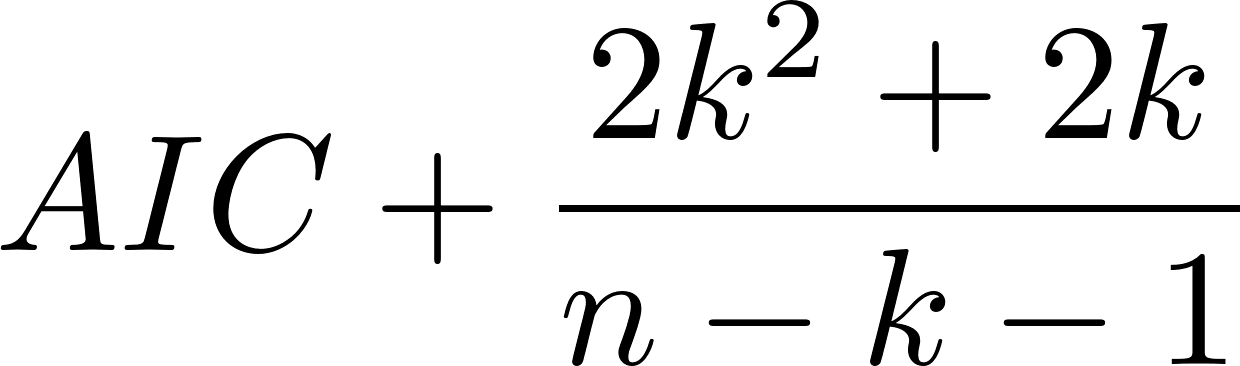 $AIC + \frac{2k^2 + 2k}{n - k - 1}$